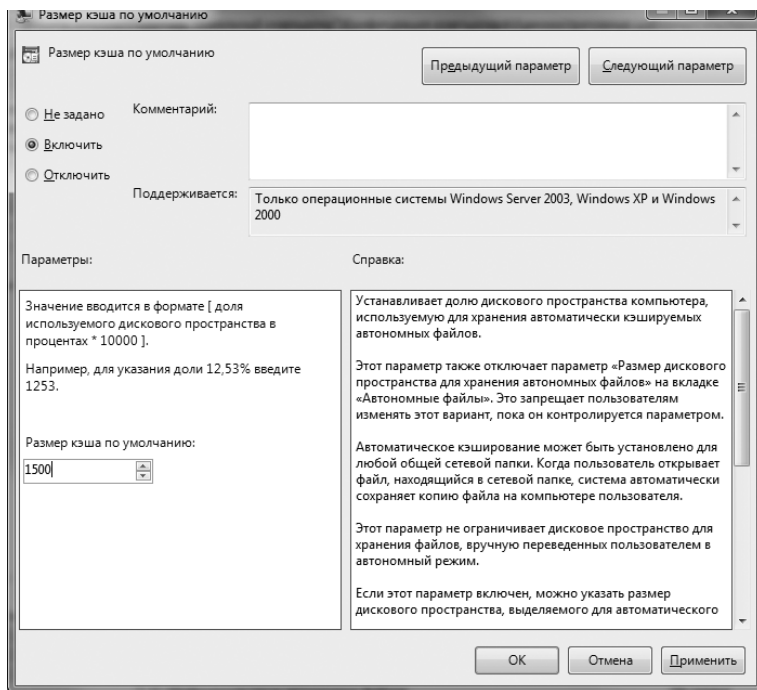 Размер кэша по умолчанию
Размер кэша по умолчанию
Предыдущий параметр
Следующий параметр
Не задано
Комментарий:
Включить
Отключить
Поддерживается:
Только операционные системы Windows Server 2003, Windows XP и Windows
2000
Параметры:
Справка:
Значение вводится в формате [ доля
используемого дискового пространства в
процентах * 10000 ].
Например, для указания доли 12,53% введите
1253.
Размер кэша по умолчанию:
1500
Устанавливает долю дискового пространства компьютера,
используемую для хранения автоматически кэшируемых
автономных файлов.
Этот параметр также отключает параметр «Размер дискового
пространства для хранения автономных файлов» на вкладке
«Автономные файлы». Это запрещает пользователям
изменять этот вариант, пока он контролируется параметром.
Автоматическое кэширование может быть установлено для
любой общей сетевой папки. Когда пользователь открывает
файл, находящийся в сетевой папке, система автоматически
сохраняет копию файла на компьютере пользователя.
Этот параметр не ограничивает дисковое пространство для
хранения файлов, вручную переведенных пользователем в
автономный режим.
Если этот параметр включен, можно указать размер
дискового пространства, выделяемого для автоматического
ОК
Отмена
Применить